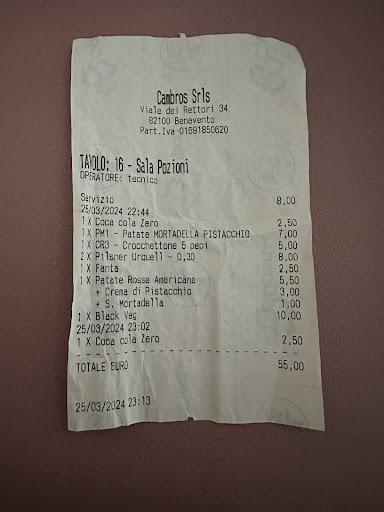 Cambros Srls
Viale dei Rettori 34
82100 Benevento
Part.Iva 01691850620
TAVOLO: 16 - Sala Pozioni
OPERATORE: tecnico
Servizio 8,00
25/03/2024 22:44
1 X Coca cola Zero 2,50
1 X PM1 - Patate MORTADELLA PISTACCHIO 7,00
1 X CR3 - Crocchettone 5 pepi 5,00
2 X Pilsner Urquell - 0,30 8,00
1 X Fanta 2,50
1 X Patate Rosse Americane 5,50
+ Crema di Pistacchio 3,00
+ S. Mortadella 1,00
1 X Black Veg 10,00
25/03/2024 23:02
1 X Coca cola Zero 2,50
TOTALE EURO 55,00
25/03/2024 23:13